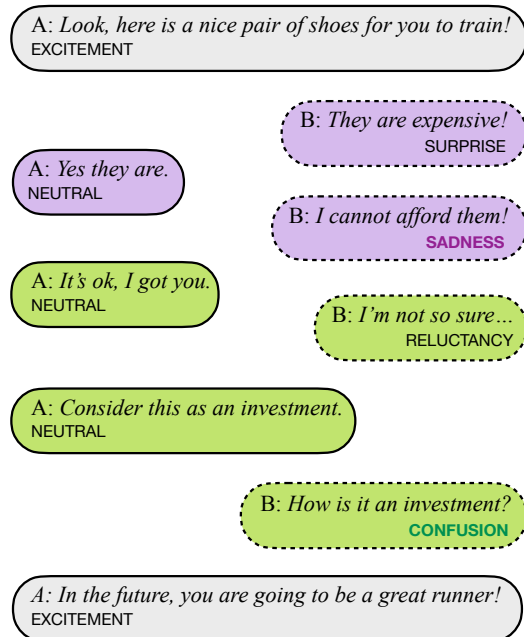 A: Look, here is a nice pair of shoes for you to train!
EXCITEMENT
B: They are expensive!
SURPRISE
A: Yes they are.
NEUTRAL
B: I cannot afford them!
SADNESS
A: It's ok, I got you.
NEUTRAL
B: I'm not so sure…
RELUCTANCY
A: Consider this as an investment.
NEUTRAL
B: How is it an investment?
CONFUSION
A: In the future, you are going to be a great runner!
EXCITEMENT